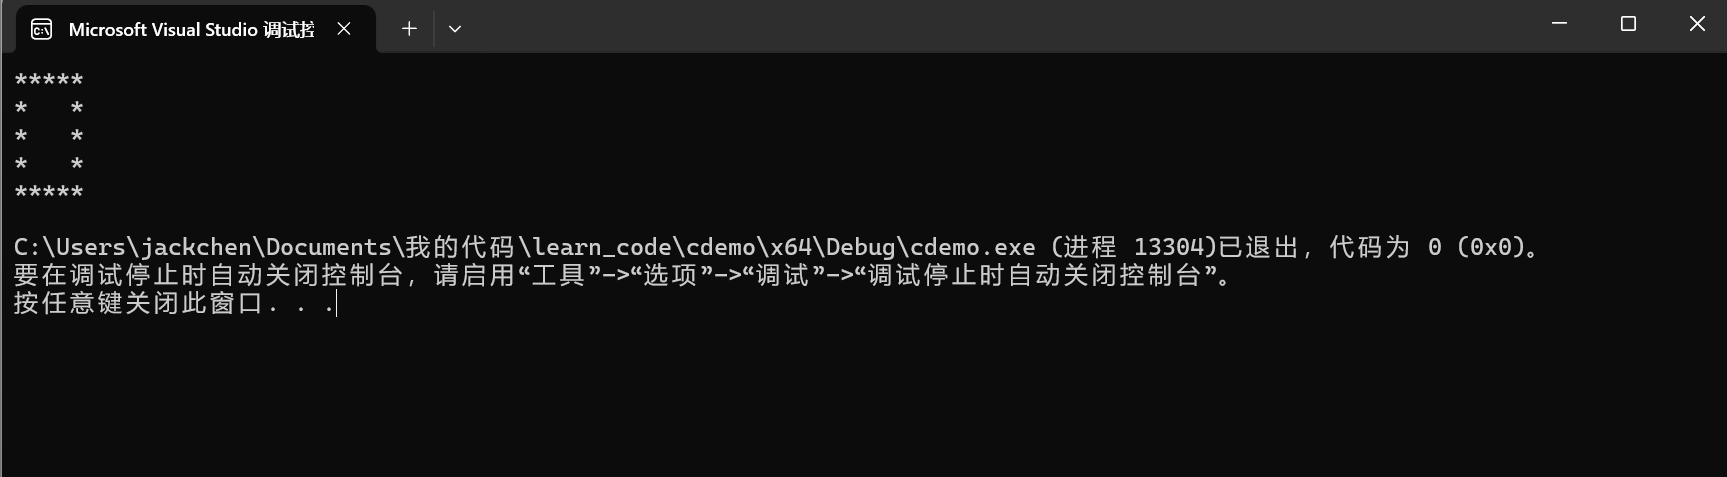 Microsoft Visual Studio 调试控
*****
*   *
*   *
*   *
*****
C:\Users\jackchen\Documents\我的代码\learn_code\cdemo\x64\Debug\cdemo.exe (进程 13304)已退出，代码为 0 (0x0)。
要在调试停止时自动关闭控制台，请启用“工具”->“选项”->“调试”->“调试停止时自动关闭控制台”。
按任意键关闭此窗口. . .